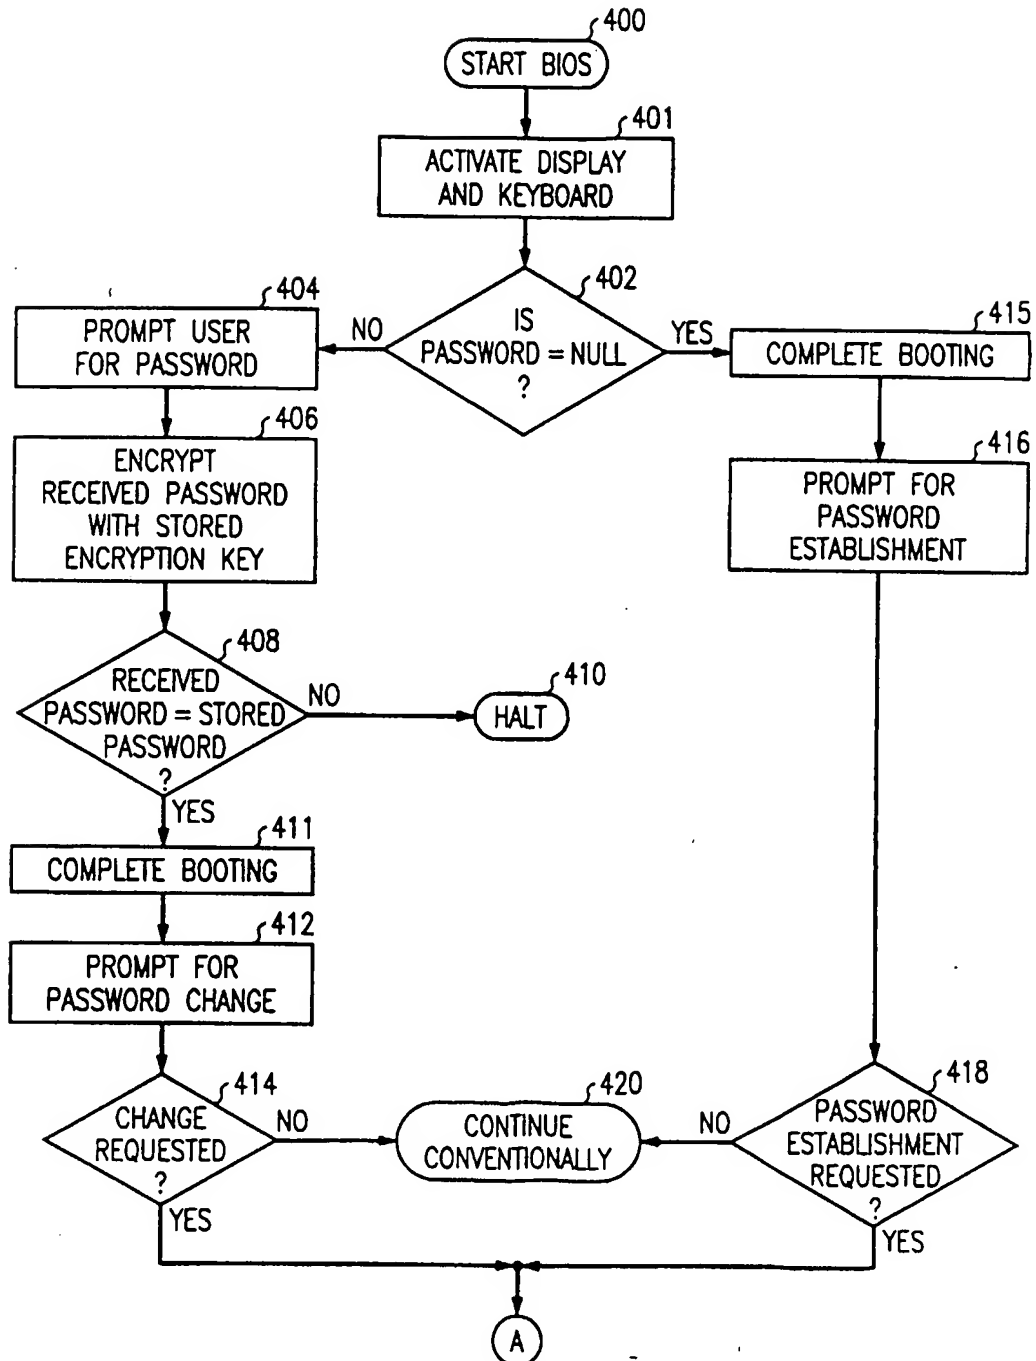 400
START BIOS
401
ACTIVATE DISPLAY
AND KEYBOARD
402
IS
PASSWORD = NULL
?
NO
YES
404
PROMPT USER
FOR PASSWORD
415
COMPLETE BOOTING
406
ENCRYPT
RECEIVED PASSWORD
WITH STORED
ENCRYPTION KEY
416
PROMPT FOR
PASSWORD
ESTABLISHMENT
408
RECEIVED
PASSWORD = STORED
PASSWORD
?
NO
410
HALT
YES
411
COMPLETE BOOTING
412
PROMPT FOR
PASSWORD CHANGE
414
CHANGE
REQUESTED
?
NO
420
CONTINUE
CONVENTIONALLY
418
PASSWORD
ESTABLISHMENT
REQUESTED
?
NO
YES
YES
A